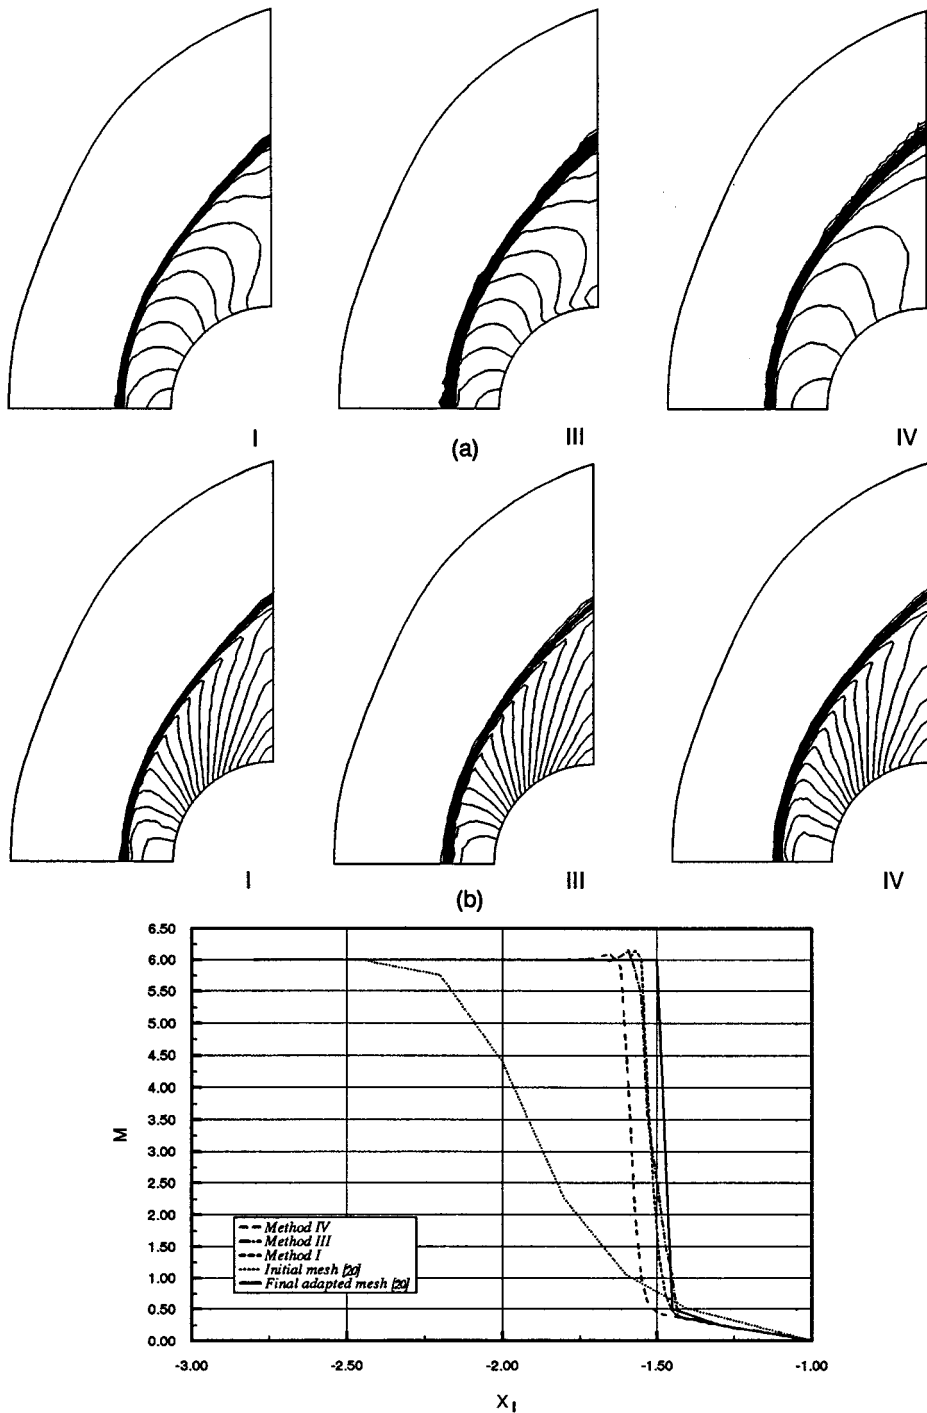 I
III
IV
(a)
I
III
IV
(b)
6.50
6.00
5.50
5.00
4.50
4.00
3.50
3.00
2.50
2.00
1.50
1.00
0.50
0.00
M
Method IV
Method III
Method I
Initial mesh [20]
Final adapted mesh [20]
-3.00
-2.50
-2.00
-1.50
-1.00
X1